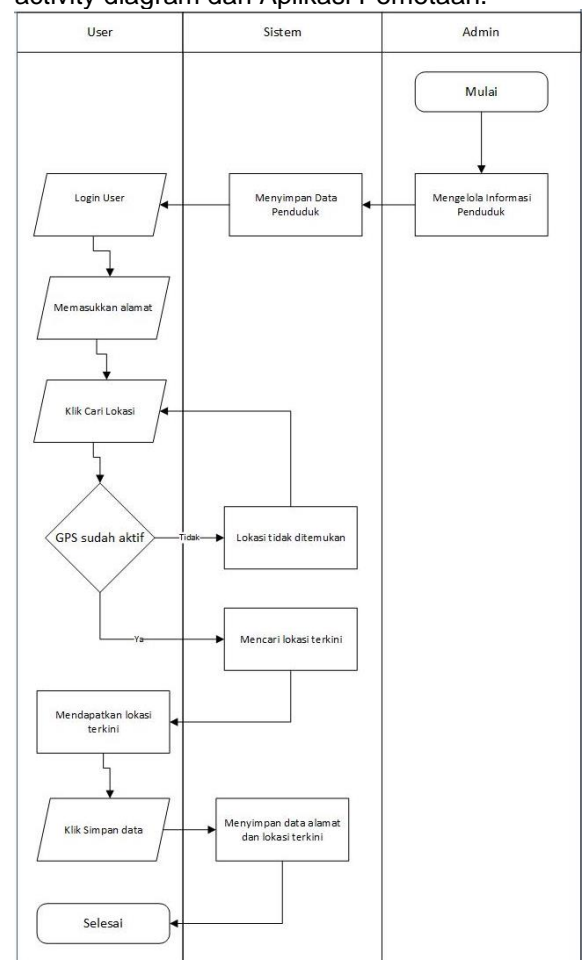 activity diagram dari Aplikasi Pemetaan.
User
Sistem
Admin
Mulai
Login User
Menyimpan Data
Penduduk
Mengelola Informasi
Penduduk
Memasukkan alamat
Klik Cari Lokasi
GPS sudah aktif
Tidak
Lokasi tidak ditemukan
Ya
Mencari lokasi terkini
Mendapatkan lokasi
terkini
Klik Simpan data
Menyimpan data alamat
dan lokasi terkini
Selesai